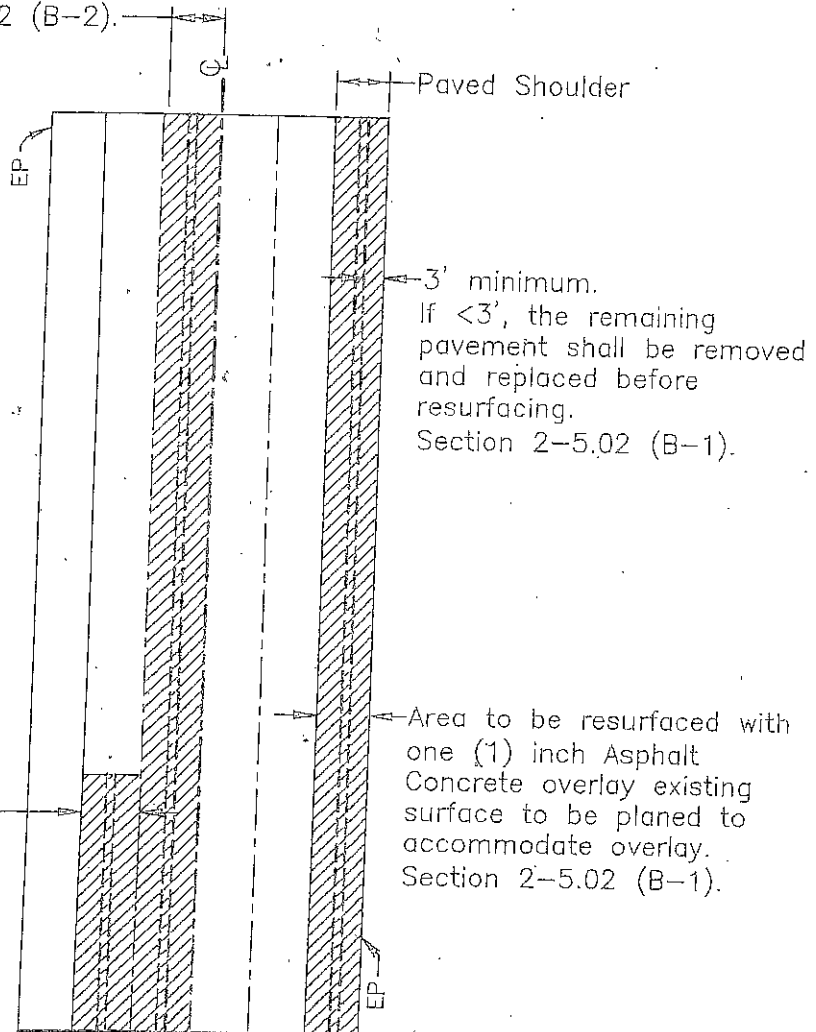 2 (B-2).
℄
Paved Shoulder
EP
3' minimum.
If <3', the remaining
pavement shall be removed
and replaced before
resurfacing.
Section 2-5.02 (B-1).
Area to be resurfaced with
one (1) inch Asphalt
Concrete overlay existing
surface to be planed to
accommodate overlay.
Section 2-5.02 (B-1).
EP